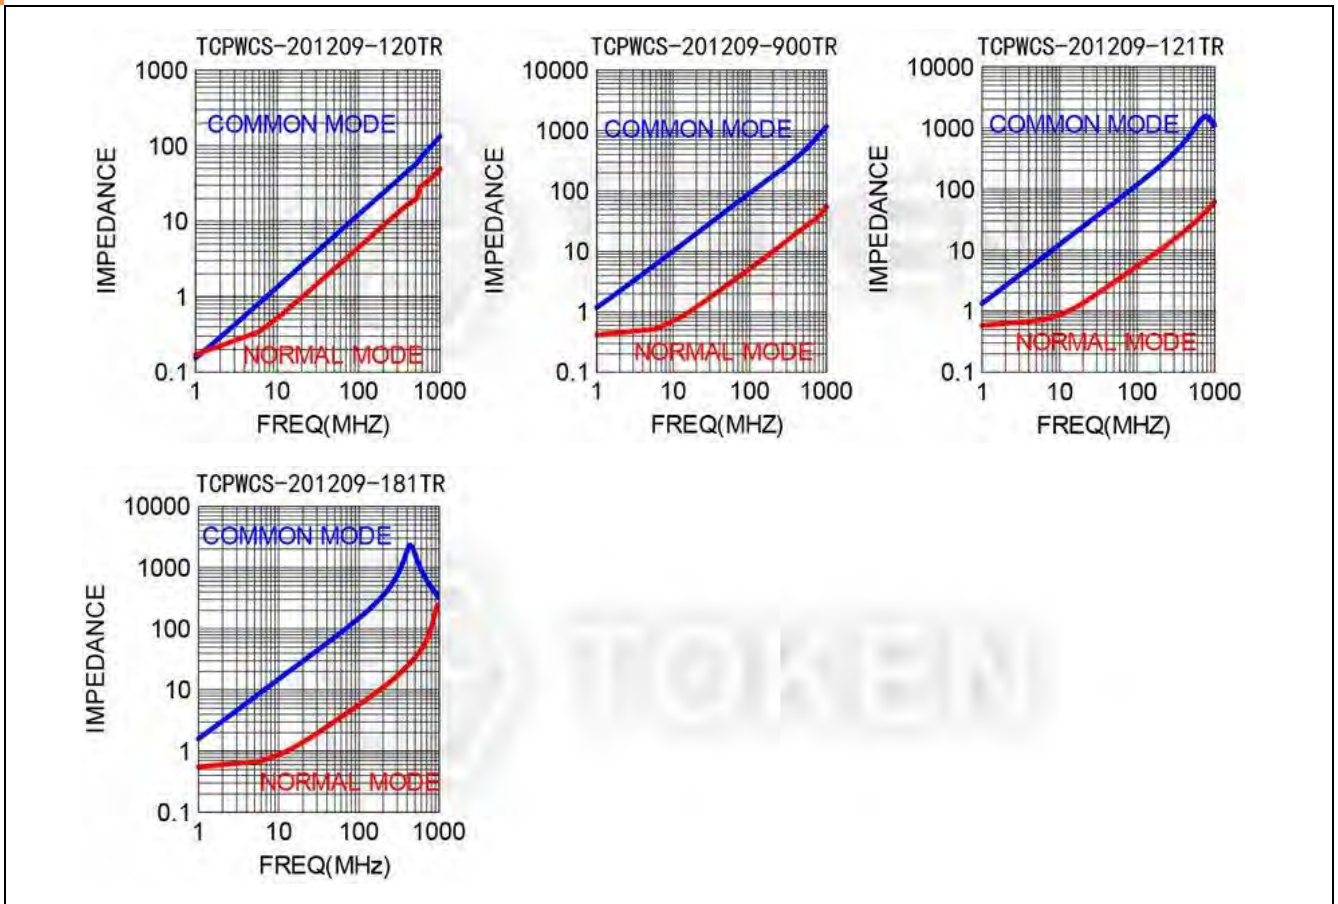 TCPWCS-201209-120TR
1000
100
10
1
0.1
IMPEDANCE
COMMON MODE
NORMAL MODE
1 10 100 1000
FREQ(MHZ)
TCPWCS-201209-900TR
10000
1000
100
10
1
0.1
IMPEDANCE
COMMON MODE
NORMAL MODE
1 10 100 1000
FREQ(MHZ)
TCPWCS-201209-121TR
10000
1000
100
10
1
0.1
IMPEDANCE
COMMON MODE
NORMAL MODE
1 10 100 1000
FREQ(MHZ)
TCPWCS-201209-181TR
10000
1000
100
10
1
0.1
IMPEDANCE
COMMON MODE
NORMAL MODE
1 10 100 1000
FREQ(MHz)
TOKEN